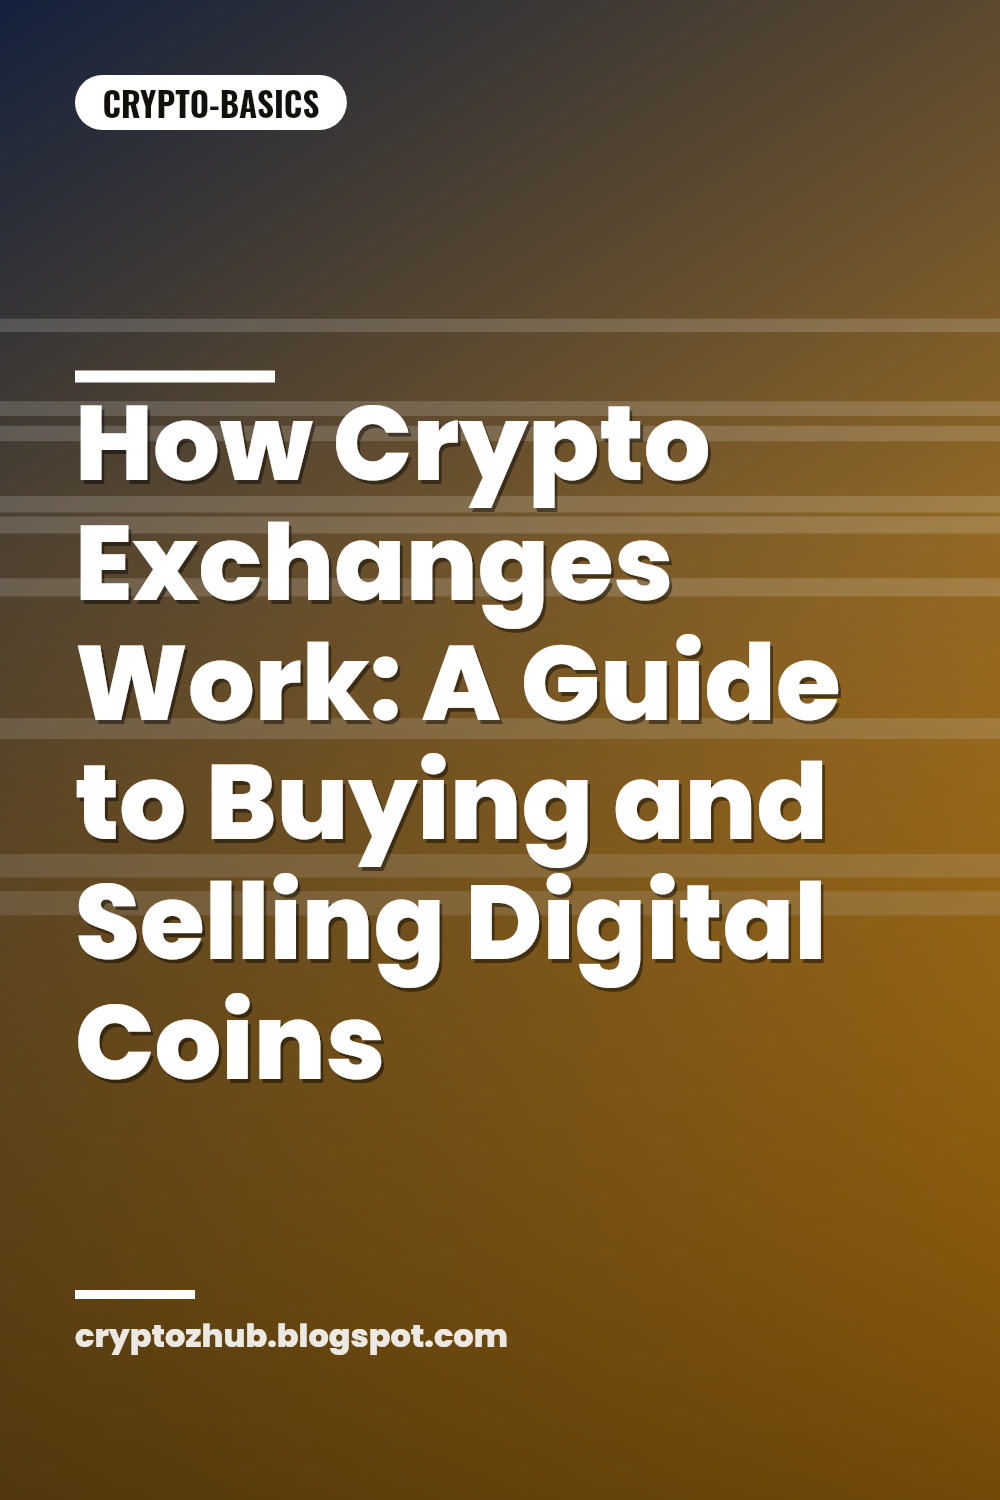 CRYPTO-BASICS
How Crypto
Exchanges
Work: A Guide
to Buying and
Selling Digital
Coins
cryptozhub.blogspot.com